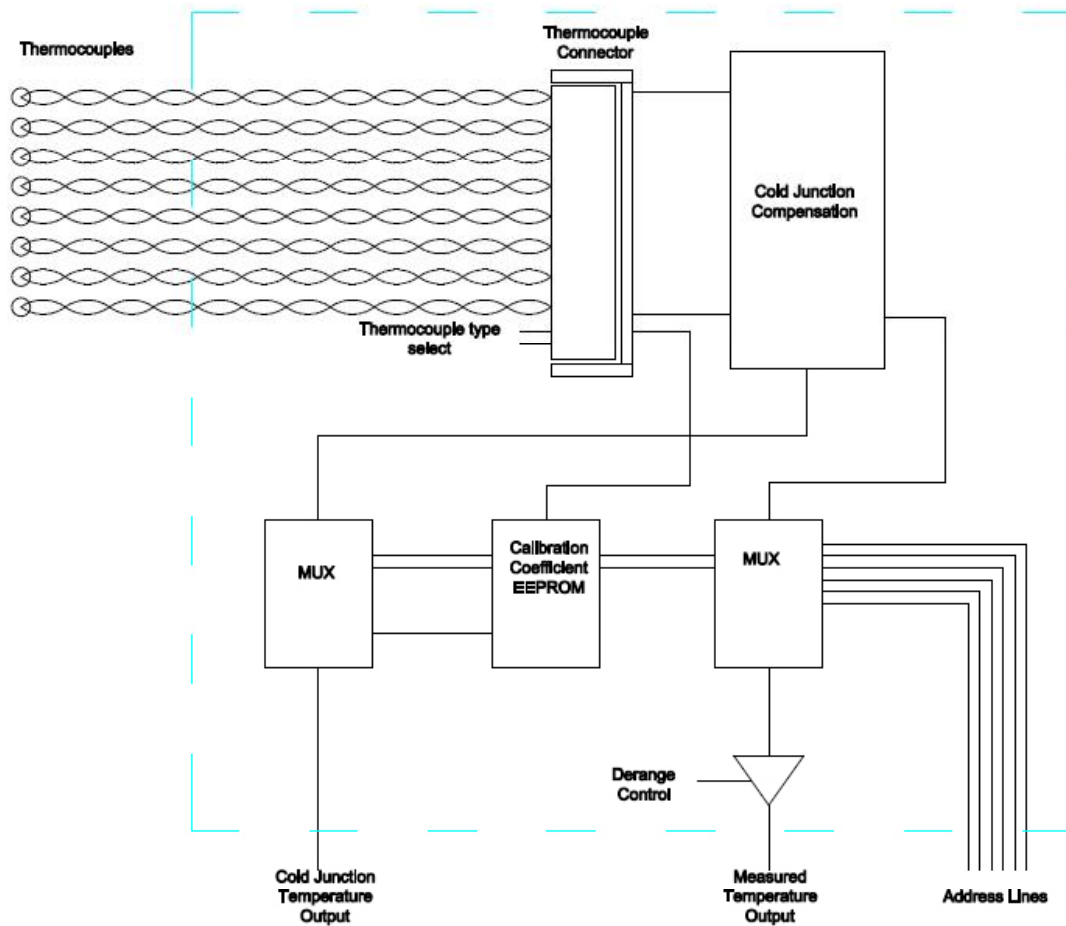 Thermocouples
Thermocouple
Connector
Cold Junction
Compensation
Thermocouple type
select
MUX
Calibration
Coefficient
EEPROM
MUX
Derange
Control
Cold Junction
Temperature
Output
Measured
Temperature
Output
Address Lines